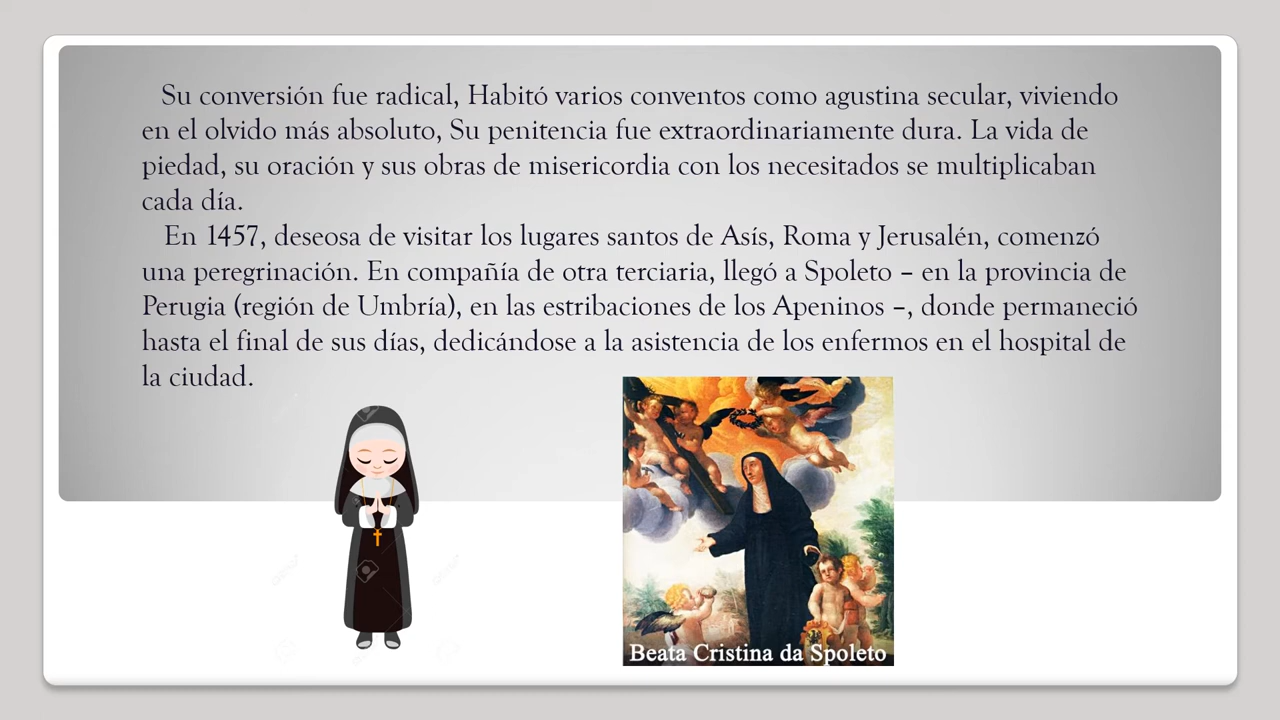 Su conversión fue radical, Habitó varios conventos como agustina secular, viviendo
en el olvido más absoluto, Su penitencia fue extraordinariamente dura. La vida de
piedad, su oración y sus obras de misericordia con los necesitados se multiplicaban
cada día.
En 1457, deseosa de visitar los lugares santos de Asís, Roma y Jerusalén, comenzó
una peregrinación. En compañía de otra terciaria, llegó a Spoleto – en la provincia de
Perugia (región de Umbría), en las estribaciones de los Apeninos –, donde permaneció
hasta el final de sus días, dedicándose a la asistencia de los enfermos en el hospital de
la ciudad.
Beata Cristina da Spoleto